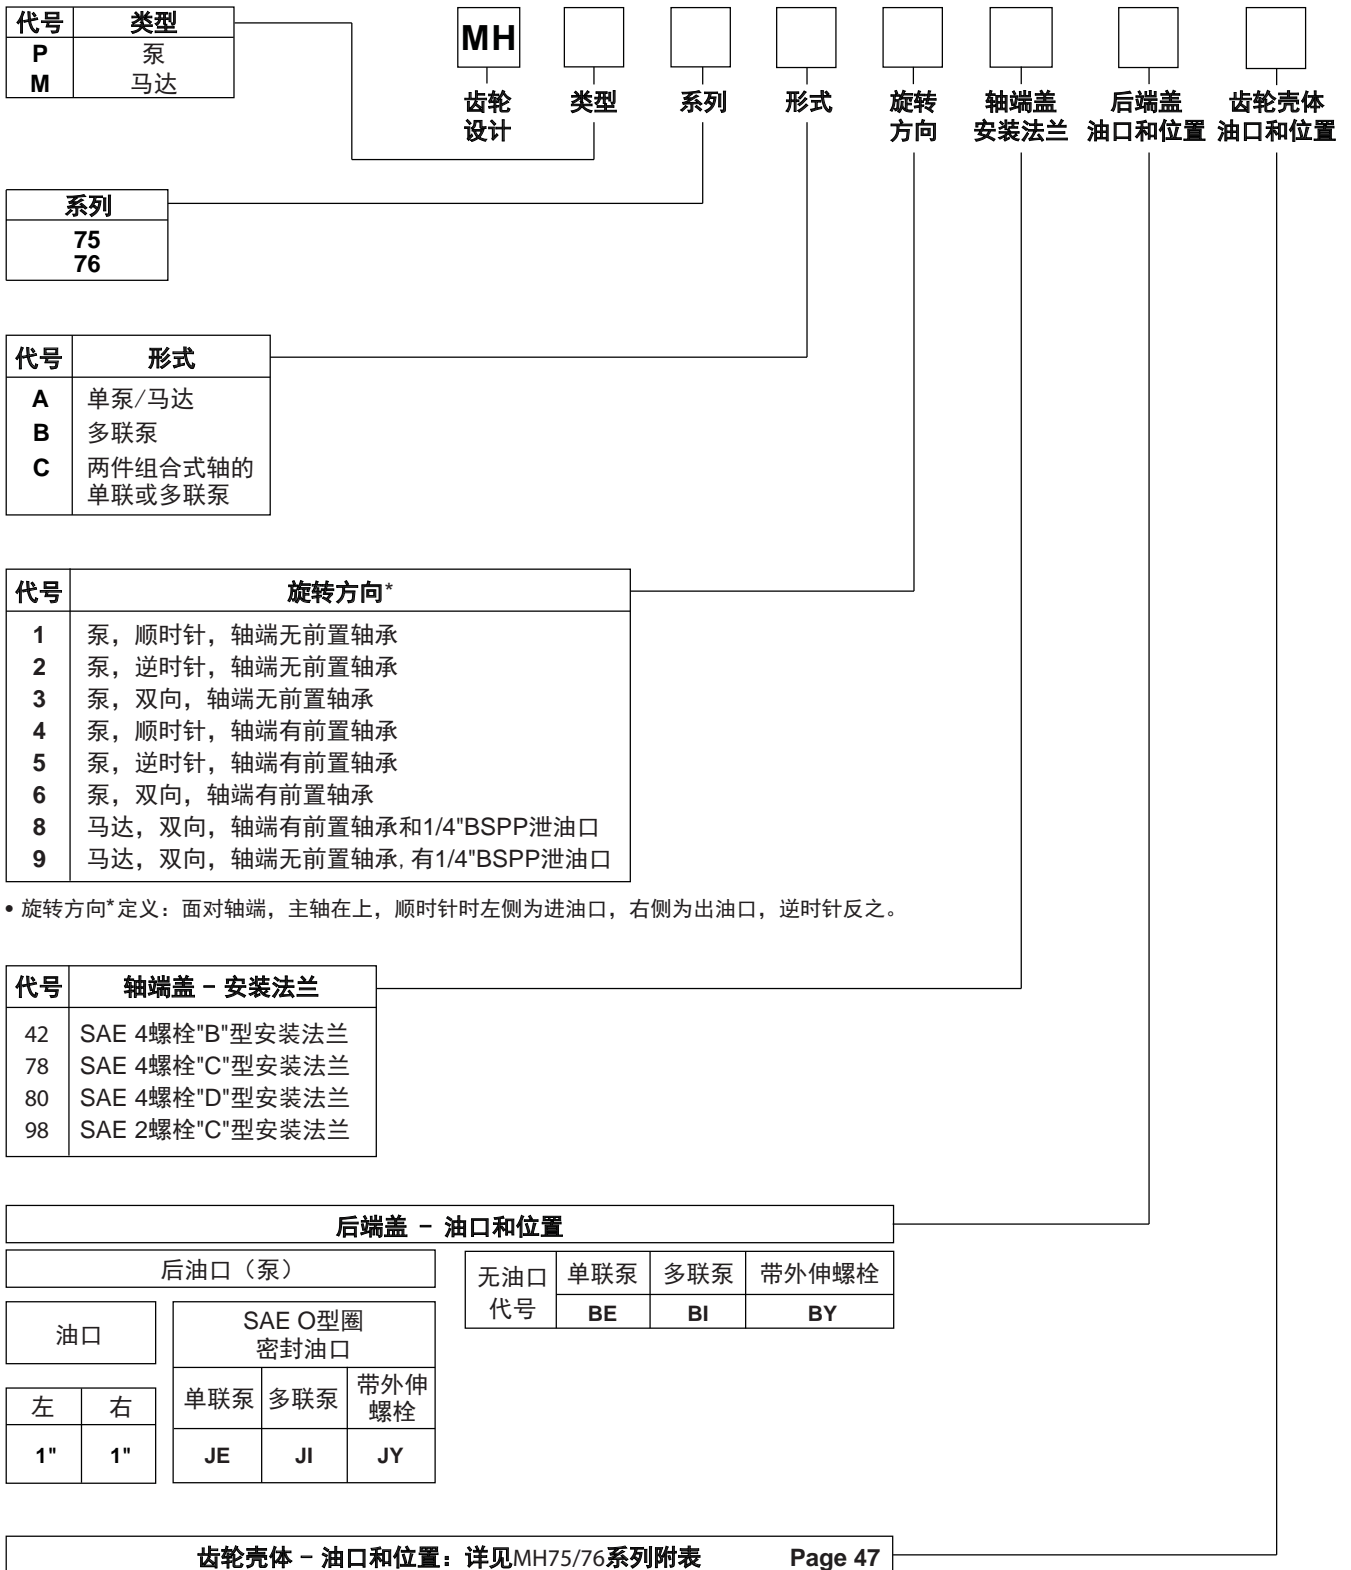 代号 类型
P 泵
M 马达
MH
齿轮设计 类型 系列 形式 旋转方向 轴端盖安装法兰 后端盖油口和位置 齿轮壳体油口和位置
系列
75
76
代号 形式
A 单泵/马达
B 多联泵
C 两件组合式轴的
单联或多联泵
代号 旋转方向*
1 泵，顺时针，轴端无前置轴承
2 泵，逆时针，轴端无前置轴承
3 泵，双向，轴端无前置轴承
4 泵，顺时针，轴端有前置轴承
5 泵，逆时针，轴端有前置轴承
6 泵，双向，轴端有前置轴承
8 马达，双向，轴端有前置轴承和1/4"BSPP泄油口
9 马达，双向，轴端无前置轴承, 有1/4"BSPP泄油口
• 旋转方向*定义：面对轴端，主轴在上，顺时针时左侧为进油口，右侧为出油口，逆时针反之。
代号 轴端盖 - 安装法兰
42 SAE 4螺栓"B"型安装法兰
78 SAE 4螺栓"C"型安装法兰
80 SAE 4螺栓"D"型安装法兰
98 SAE 2螺栓"C"型安装法兰
后端盖 - 油口和位置
后油口（泵）
油口
左 右
1" 1"
SAE O型圈
密封油口
单联泵 多联泵 带外伸螺栓
JE JI JY
无油口代号 单联泵 多联泵 带外伸螺栓
BE BI BY
齿轮壳体 - 油口和位置：详见MH75/76系列附表 Page 47